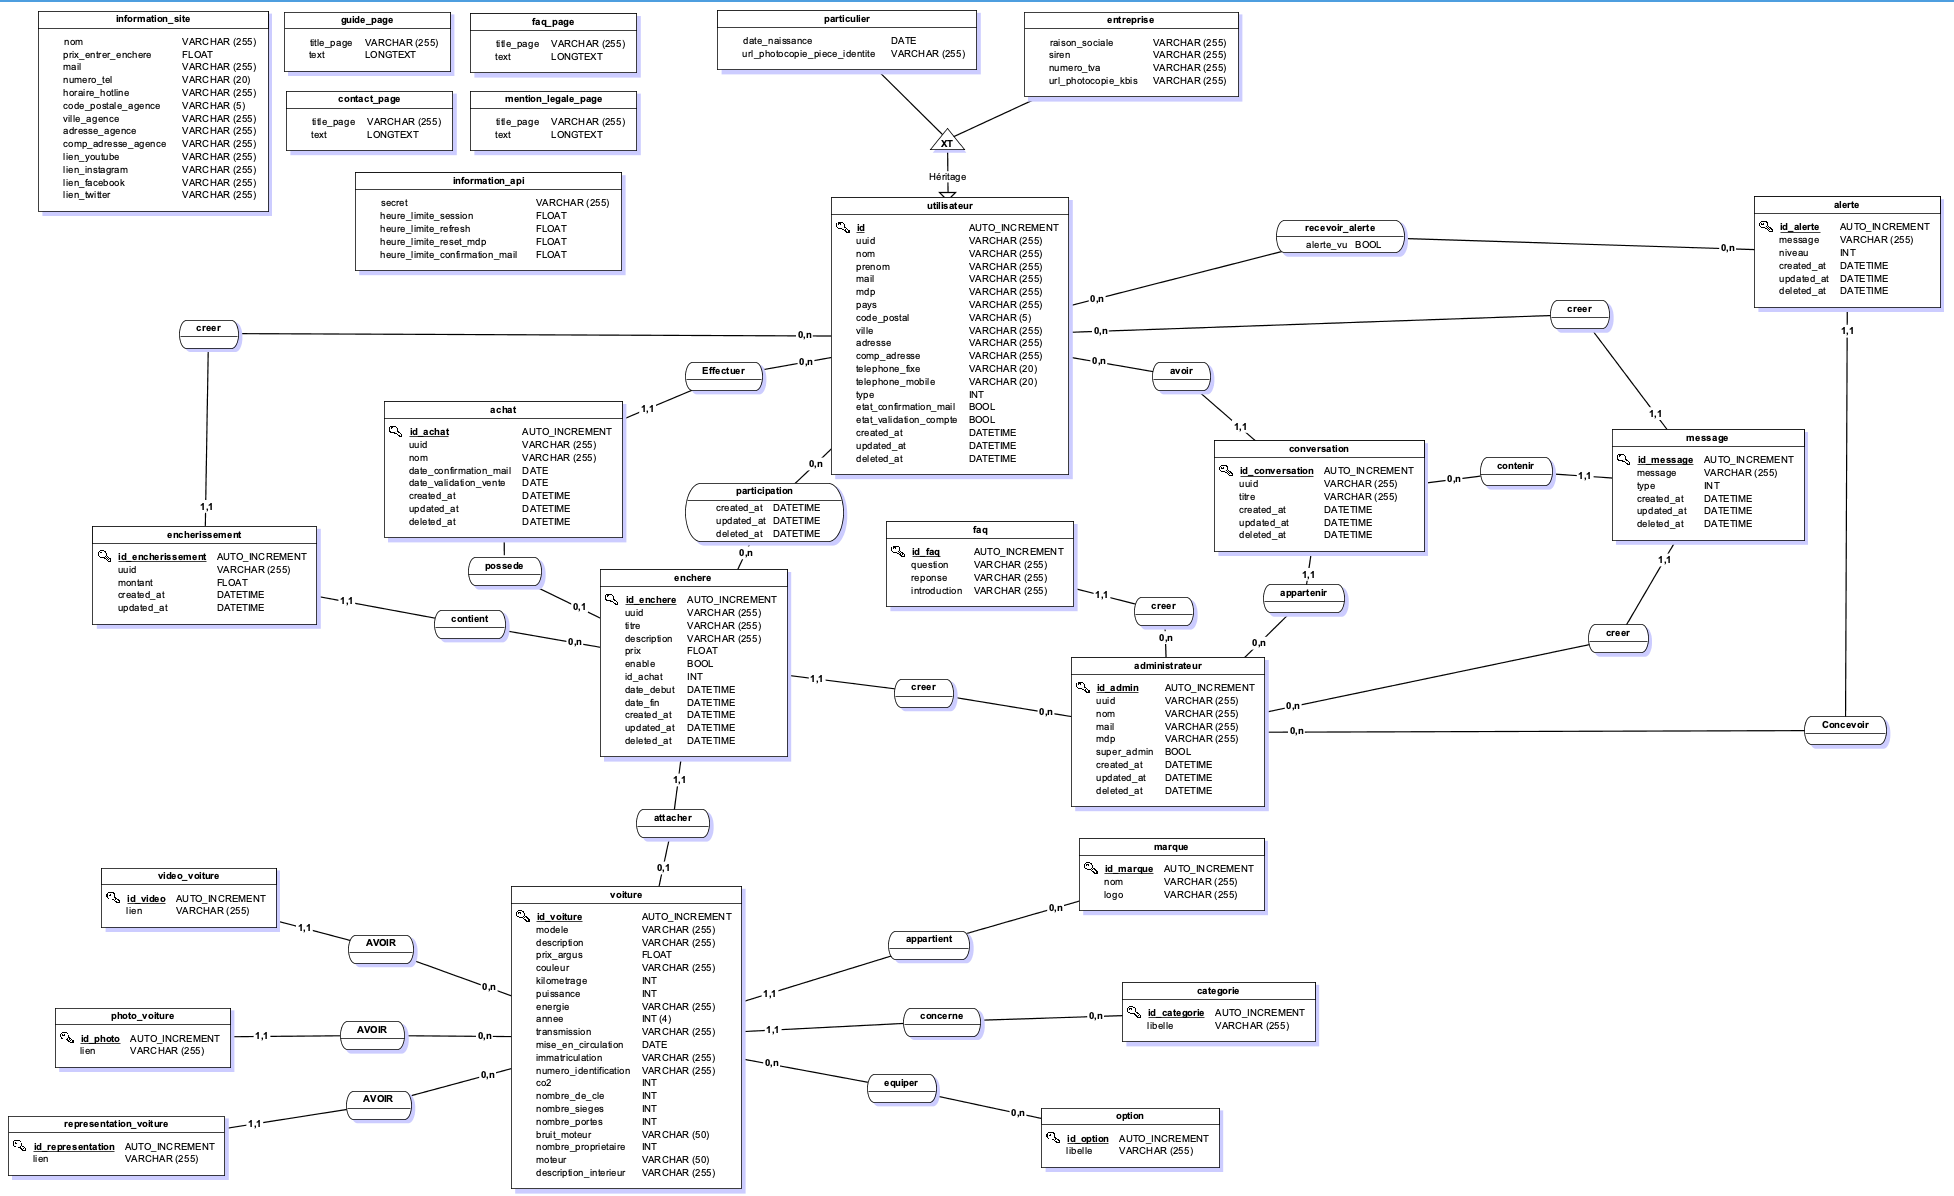 information_site
nom VARCHAR (255)
prix_entrer_enchere FLOAT
mail VARCHAR (255)
numero_tel VARCHAR (20)
horaire_hotline VARCHAR (255)
code_postale_agence VARCHAR (5)
ville_agence VARCHAR (255)
adresse_agence VARCHAR (255)
comp_adresse_agence VARCHAR (255)
lien_youtube VARCHAR (255)
lien_instagram VARCHAR (255)
lien_facebook VARCHAR (255)
lien_twitter VARCHAR (255)
guide_page
title_page VARCHAR (255)
text LONGTEXT
faq_page
title_page VARCHAR (255)
text LONGTEXT
contact_page
title_page VARCHAR (255)
text LONGTEXT
mention_legale_page
title_page VARCHAR (255)
text LONGTEXT
information_api
secret VARCHAR (255)
heure_limite_session FLOAT
heure_limite_refresh FLOAT
heure_limite_reset_mdp FLOAT
heure_limite_confirmation_mail FLOAT
particulier
date_naissance DATE
url_photocopie_piece_identite VARCHAR (255)
entreprise
raison_sociale VARCHAR (255)
siren VARCHAR (255)
numero_tva VARCHAR (255)
url_photocopie_kbis VARCHAR (255)
XT
Héritage
utilisateur
id AUTO_INCREMENT
uuid VARCHAR (255)
nom VARCHAR (255)
prenom VARCHAR (255)
mail VARCHAR (255)
mdp VARCHAR (255)
pays VARCHAR (255)
code_postal VARCHAR (5)
ville VARCHAR (255)
adresse VARCHAR (255)
comp_adresse VARCHAR (255)
telephone_fixe VARCHAR (20)
telephone_mobile VARCHAR (20)
type INT
etat_confirmation_mail BOOL
etat_validation_compte BOOL
created_at DATETIME
updated_at DATETIME
deleted_at DATETIME
recevoir_alerte
alerte_vu BOOL
0,n
0,n
alerte
id_alerte AUTO_INCREMENT
message VARCHAR (255)
niveau INT
created_at DATETIME
updated_at DATETIME
deleted_at DATETIME
1,1
creer
0,n
1,1
creer
0,n
1,1
Effectuer
0,n
1,1
avoir
0,n
1,1
achat
id_achat AUTO_INCREMENT
uuid VARCHAR (255)
nom VARCHAR (255)
date_confirmation_mail DATE
date_validation_vente DATE
created_at DATETIME
updated_at DATETIME
deleted_at DATETIME
conversation
id_conversation AUTO_INCREMENT
uuid VARCHAR (255)
titre VARCHAR (255)
created_at DATETIME
updated_at DATETIME
deleted_at DATETIME
0,n
contenir
1,1
message
id_message AUTO_INCREMENT
message VARCHAR (255)
type INT
created_at DATETIME
updated_at DATETIME
deleted_at DATETIME
1,1
0,n
participation
created_at DATETIME
updated_at DATETIME
deleted_at DATETIME
0,n
encherissement
id_encherissement AUTO_INCREMENT
uuid VARCHAR (255)
montant FLOAT
created_at DATETIME
updated_at DATETIME
1,1
contient
0,n
possede
0,1
enchere
id_enchere AUTO_INCREMENT
uuid VARCHAR (255)
titre VARCHAR (255)
description VARCHAR (255)
prix FLOAT
enable BOOL
id_achat INT
date_debut DATETIME
date_fin DATETIME
created_at DATETIME
updated_at DATETIME
deleted_at DATETIME
faq
id_faq AUTO_INCREMENT
question VARCHAR (255)
reponse VARCHAR (255)
introduction VARCHAR (255)
1,1
creer
0,n
1,1
appartenir
0,n
creer
0,n
1,1
creer
0,n
administrateur
id_admin AUTO_INCREMENT
uuid VARCHAR (255)
nom VARCHAR (255)
mail VARCHAR (255)
mdp VARCHAR (255)
super_admin BOOL
created_at DATETIME
updated_at DATETIME
deleted_at DATETIME
0,n
Concevoir
1,1
attacher
0,1
voiture
id_voiture AUTO_INCREMENT
modele VARCHAR (255)
description VARCHAR (255)
prix_argus FLOAT
couleur VARCHAR (255)
kilometrage INT
puissance INT
energie VARCHAR (255)
annee INT (4)
transmission VARCHAR (255)
mise_en_circulation DATE
immatriculation VARCHAR (255)
numero_identification VARCHAR (255)
co2 INT
nombre_de_cle INT
nombre_sieges INT
nombre_portes INT
bruit_moteur VARCHAR (50)
nombre_proprietaire INT
moteur VARCHAR (50)
description_interieur VARCHAR (255)
video_voiture
id_video AUTO_INCREMENT
lien VARCHAR (255)
1,1
AVOIR
0,n
photo_voiture
id_photo AUTO_INCREMENT
lien VARCHAR (255)
1,1
AVOIR
0,n
representation_voiture
id_representation AUTO_INCREMENT
lien VARCHAR (255)
1,1
AVOIR
0,n
marque
id_marque AUTO_INCREMENT
nom VARCHAR (255)
logo VARCHAR (255)
0,n
appartient
1,1
categorie
id_categorie AUTO_INCREMENT
libelle VARCHAR (255)
1,1
concerne
0,n
0,n
equiper
0,n
option
id_option AUTO_INCREMENT
libelle VARCHAR (255)